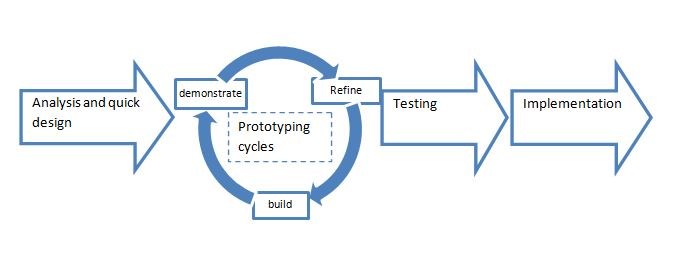 Analysis and quick
design
demonstrate
Refine
Prototyping
cycles
build
Testing
Implementation